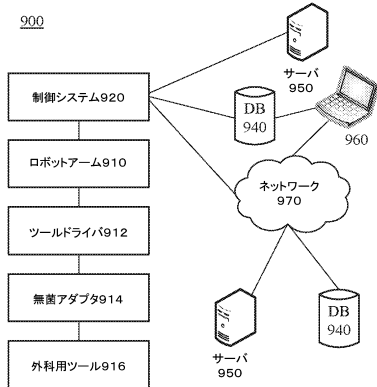 900
制御システム920
ロボットアーム910
ツールドライバ912
無菌アダプタ914
外科用ツール916
サーバ
950
DB
940
960
ネットワーク
970
サーバ
950
DB
940